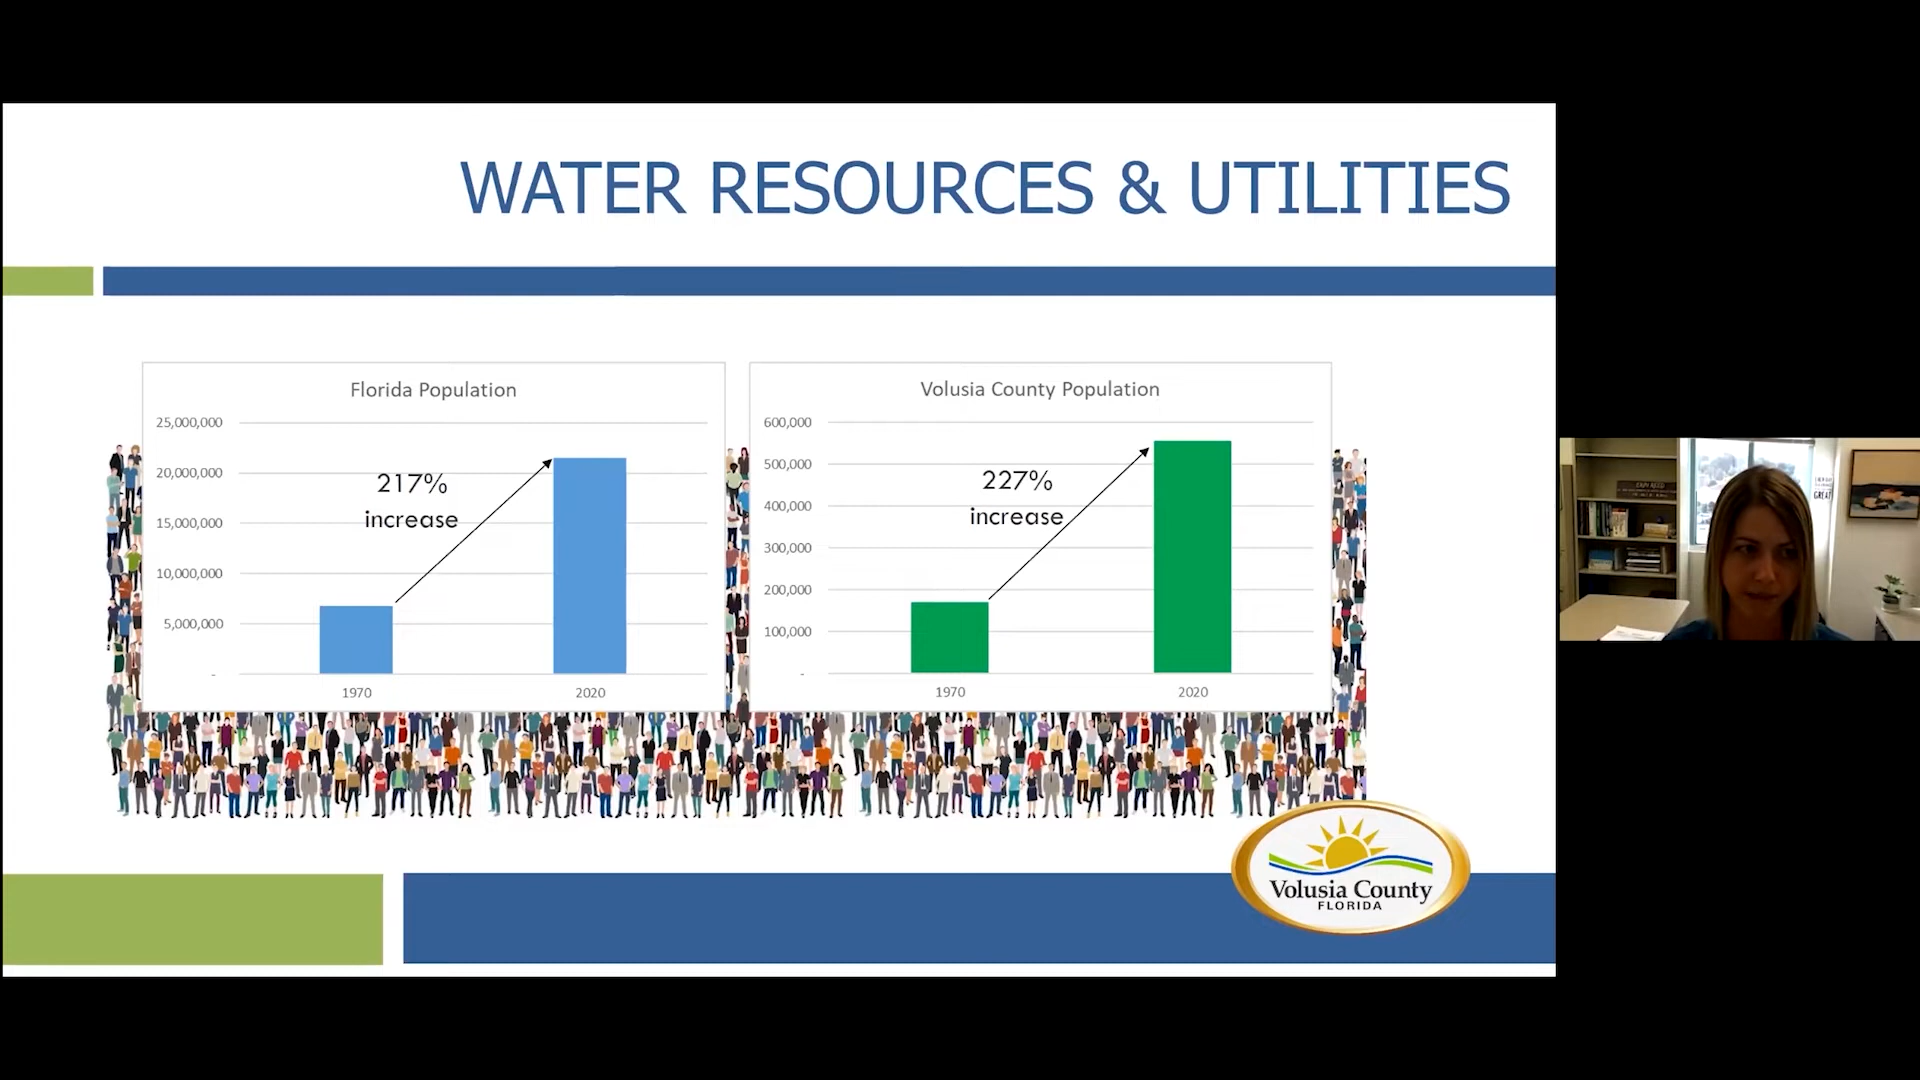 WATER RESOURCES & UTILITIES
Florida Population
25,000,000
20,000,000
15,000,000
10,000,000
5,000,000
-
217%
increase
1970
2020
Volusia County Population
600,000
500,000
400,000
300,000
200,000
100,000
-
227%
increase
1970
2020
Volusia County
FLORIDA
GREAT